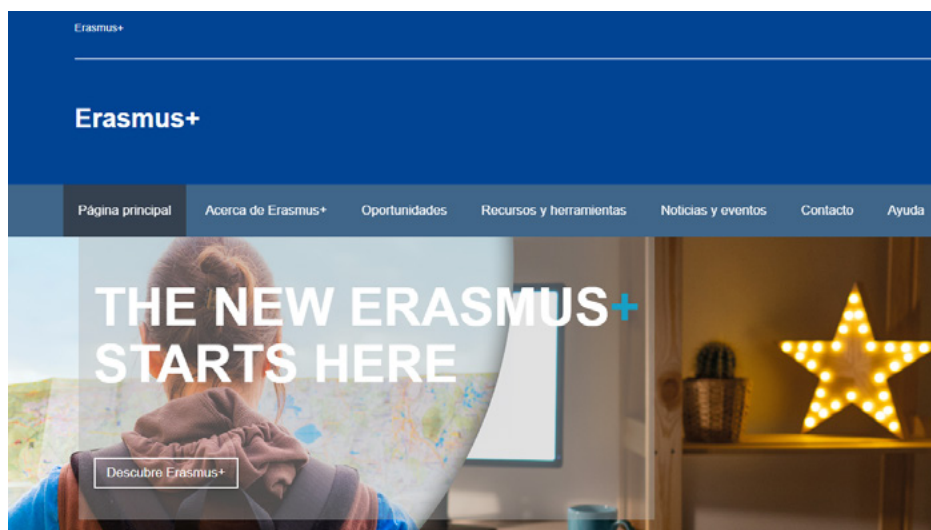 Erasmus+
Erasmus+
Página principal Acerca de Erasmus+ Oportunidades Recursos y herramientas Noticias y eventos Contacto Ayuda
THE NEW ERASMUS+
STARTS HERE
Descubre Erasmus+